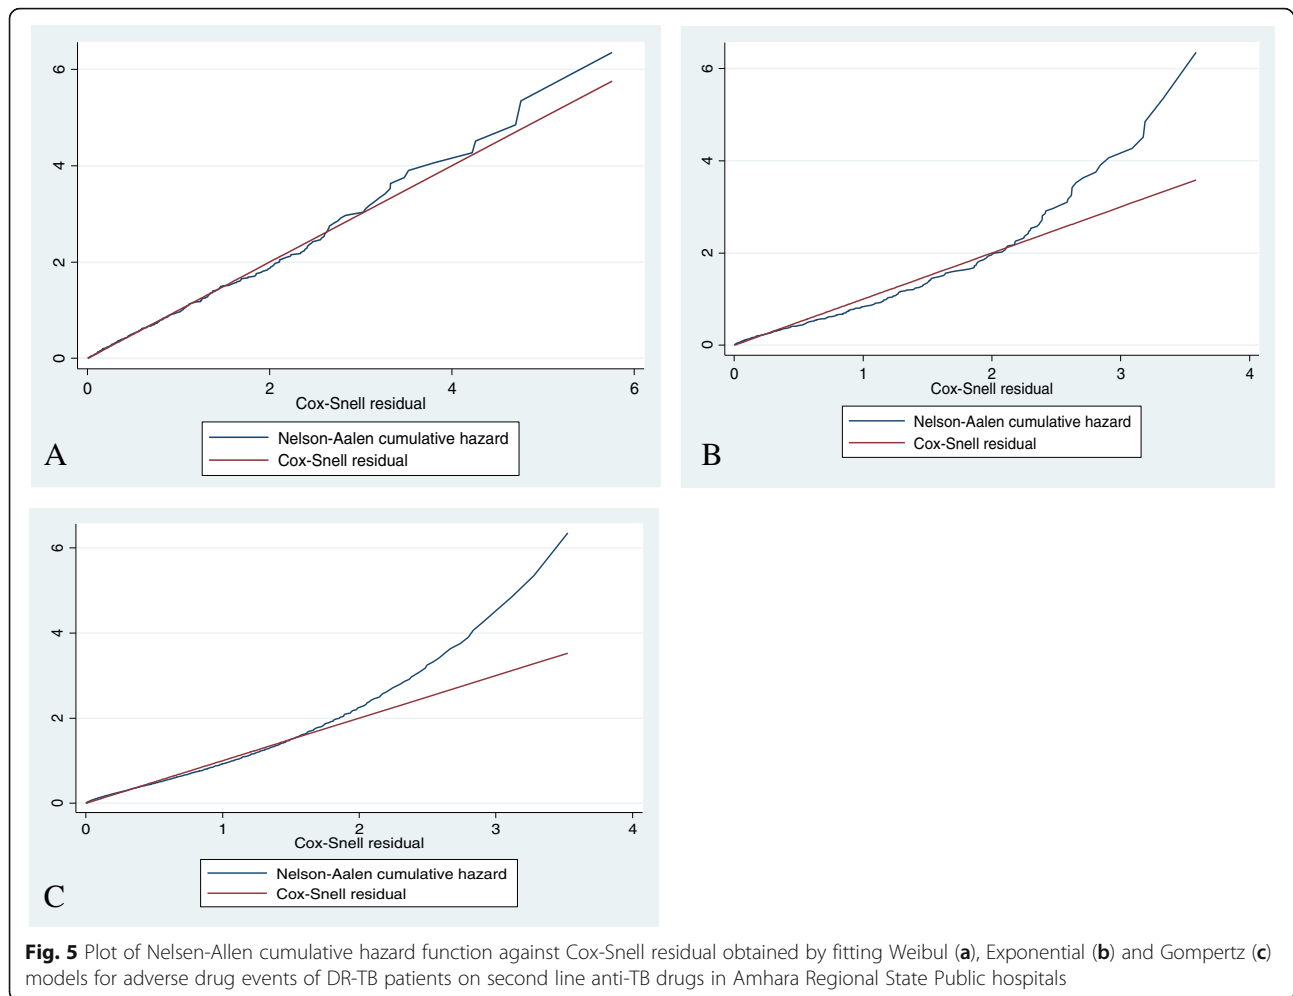 6
4
2
0
0 2 4 6
Cox-Snell residual
Nelson-Aalen cumulative hazard
Cox-Snell residual
A
6
4
2
0
0 1 2 3 4
Cox-Snell residual
Nelson-Aalen cumulative hazard
Cox-Snell residual
B
6
4
2
0
0 1 2 3 4
Cox-Snell residual
Nelson-Aalen cumulative hazard
Cox-Snell residual
C
Fig. 5 Plot of Nelsen-Allen cumulative hazard function against Cox-Snell residual obtained by fitting Weibul (a), Exponential (b) and Gompertz (c)
models for adverse drug events of DR-TB patients on second line anti-TB drugs in Amhara Regional State Public hospitals